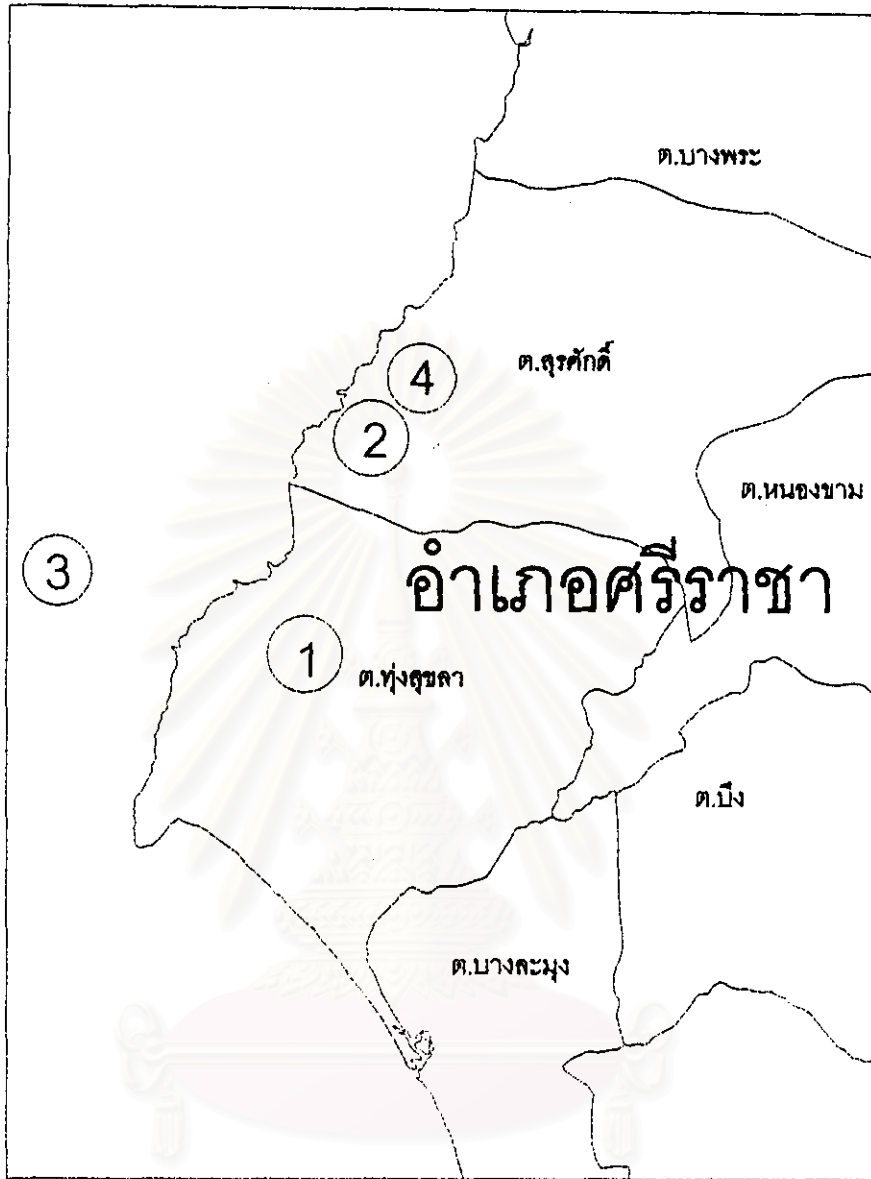 ต.บางพระ
ต.สุรศักดิ์
4
2
ต.หนองขาม
3
อำเภอศรีราชา
1
ต.ทุ่งสุขลา
ต.บึง
ต.บางละมุง